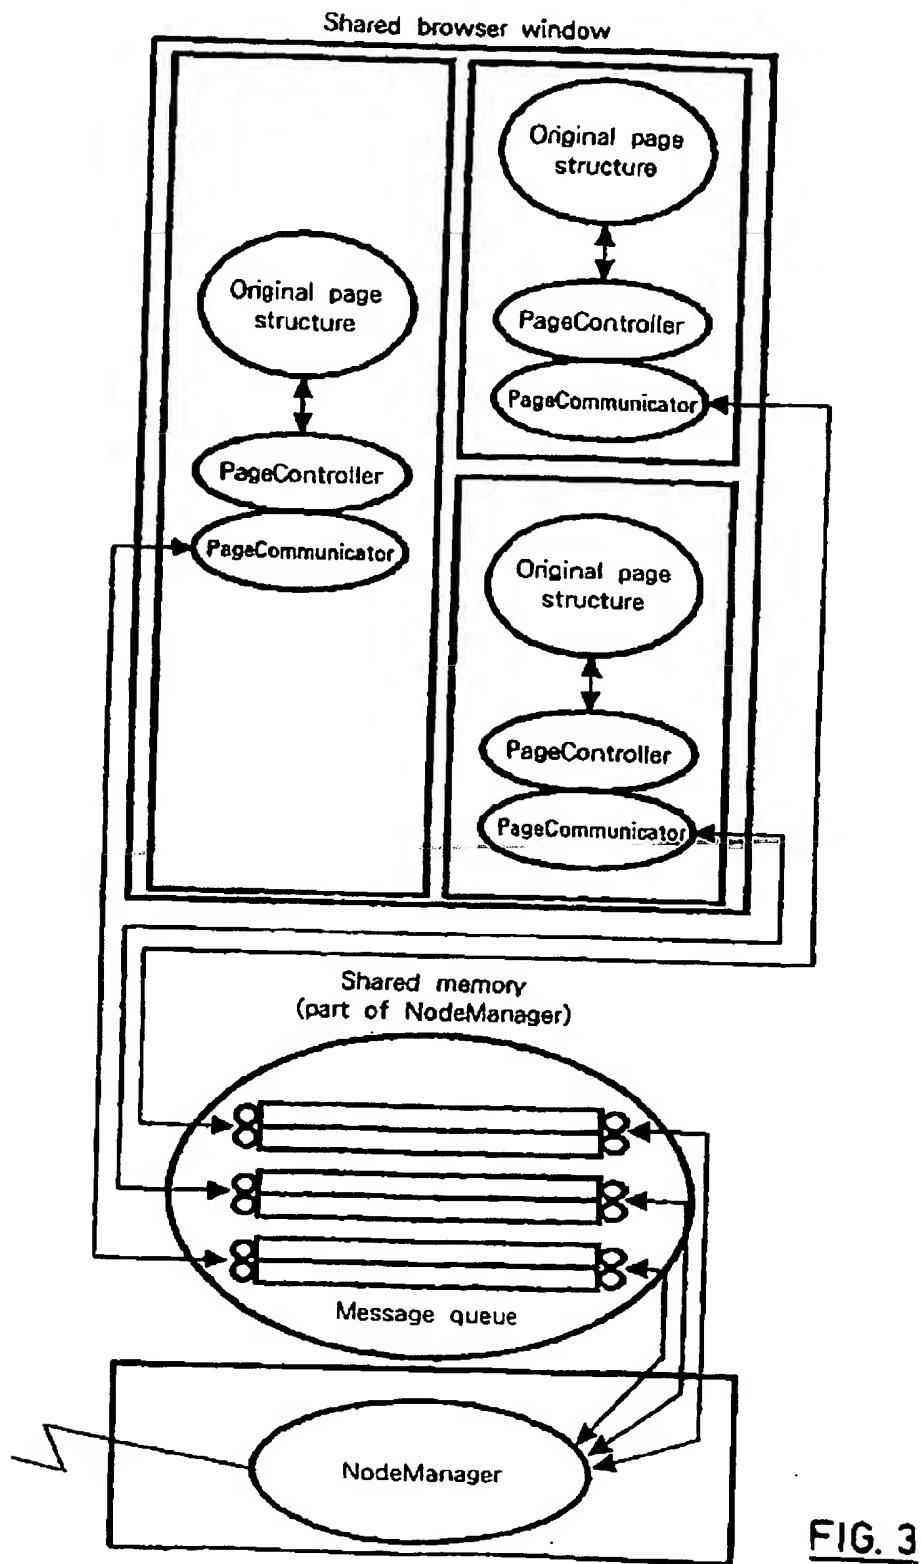 Shared browser window
Original page
structure
PageController
PageCommunicator
Original page
structure
PageController
PageCommunicator
Original page
structure
PageController
PageCommunicator
Shared memory
(part of NodeManager)
Message queue
NodeManager
FIG. 3